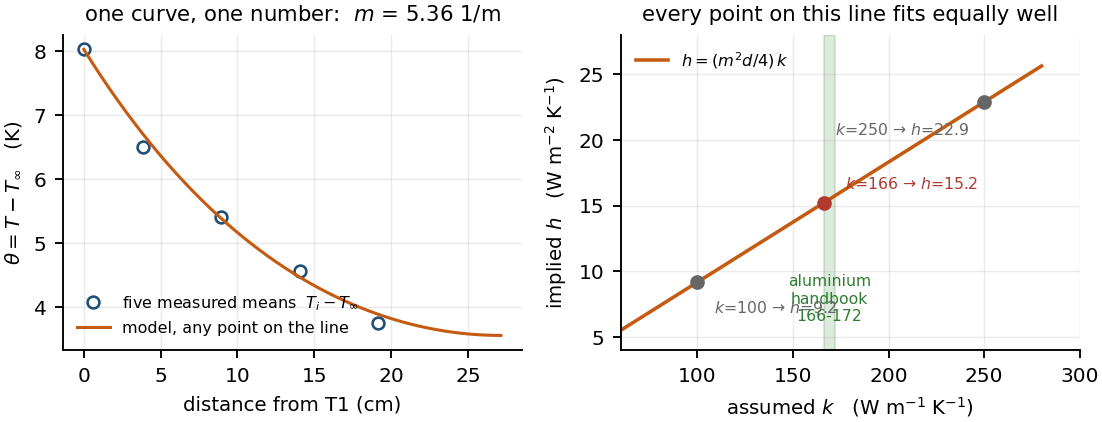 one curve, one number: m = 5.36 1/m
8
7
6
5
4
θ = T − T∞ (K)
five measured means Tᵢ − T∞
model, any point on the line
0 5 10 15 20 25
distance from T1 (cm)
every point on this line fits equally well
25
20
15
10
5
implied h (W m⁻² K⁻¹)
h = (m²d/4) k
k=250 → h=22.9
k=166 → h=15.2
k=100 → h=9.2
aluminium
handbook
166-172
100 150 200 250 300
assumed k (W m⁻¹ K⁻¹)